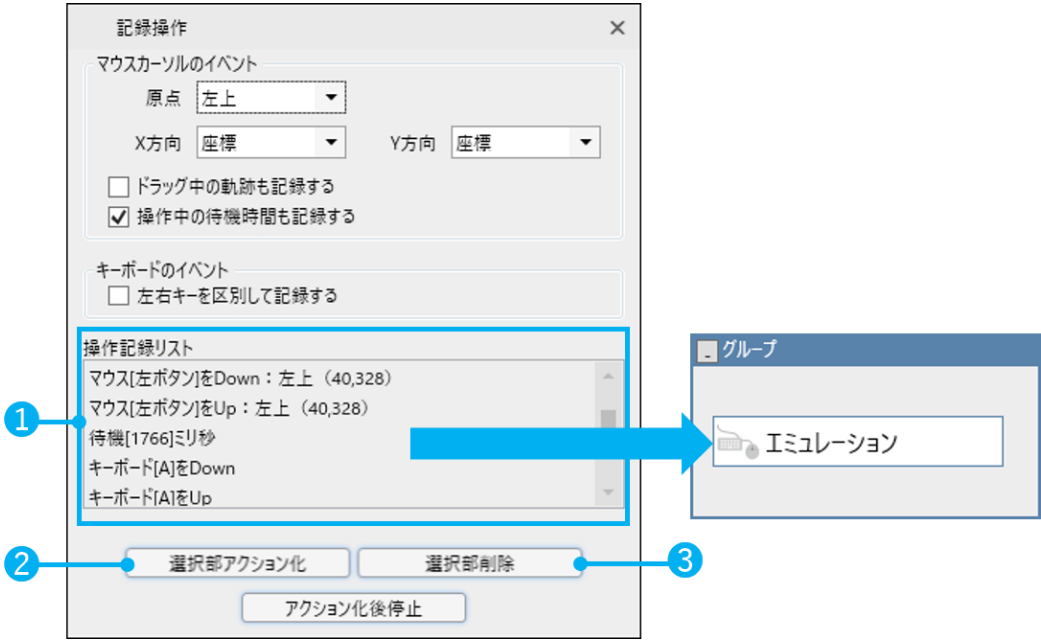 記録操作
マウスカーソルのイベント
原点 左上
X方向 座標 Y方向 座標
ドラッグ中の軌跡も記録する
操作中の待機時間も記録する
キーボードのイベント
左右キーを区別して記録する
操作記録リスト
マウス[左ボタン]をDown：左上（40,328）
マウス[左ボタン]をUp：左上（40,328）
待機[1766]ミリ秒
キーボード[A]をDown
キーボード[A]をUp
1
グループ
エミュレーション
2 選択部アクション化 選択部削除 3
アクション化後停止